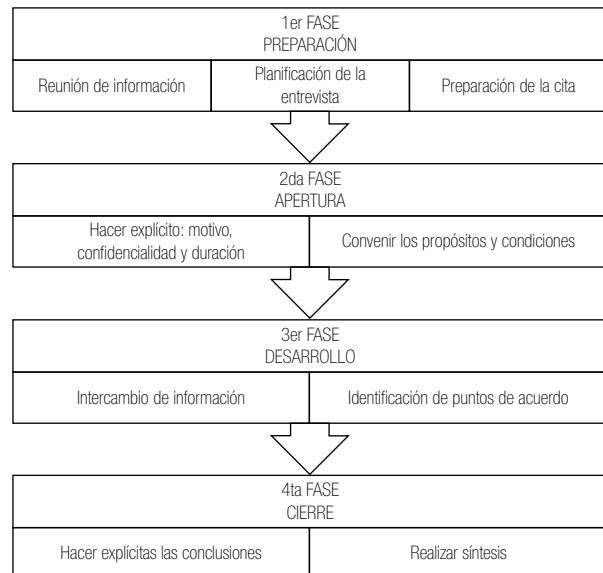 1er FASE
PREPARACIÓN
Reunión de información
Planificación de la
entrevista
Preparación de la cita
2da FASE
APERTURA
Hacer explícito: motivo,
confidencialidad y duración
Convenir los propósitos y condiciones
3er FASE
DESARROLLO
Intercambio de información
Identificación de puntos de acuerdo
4ta FASE
CIERRE
Hacer explícitas las conclusiones
Realizar síntesis